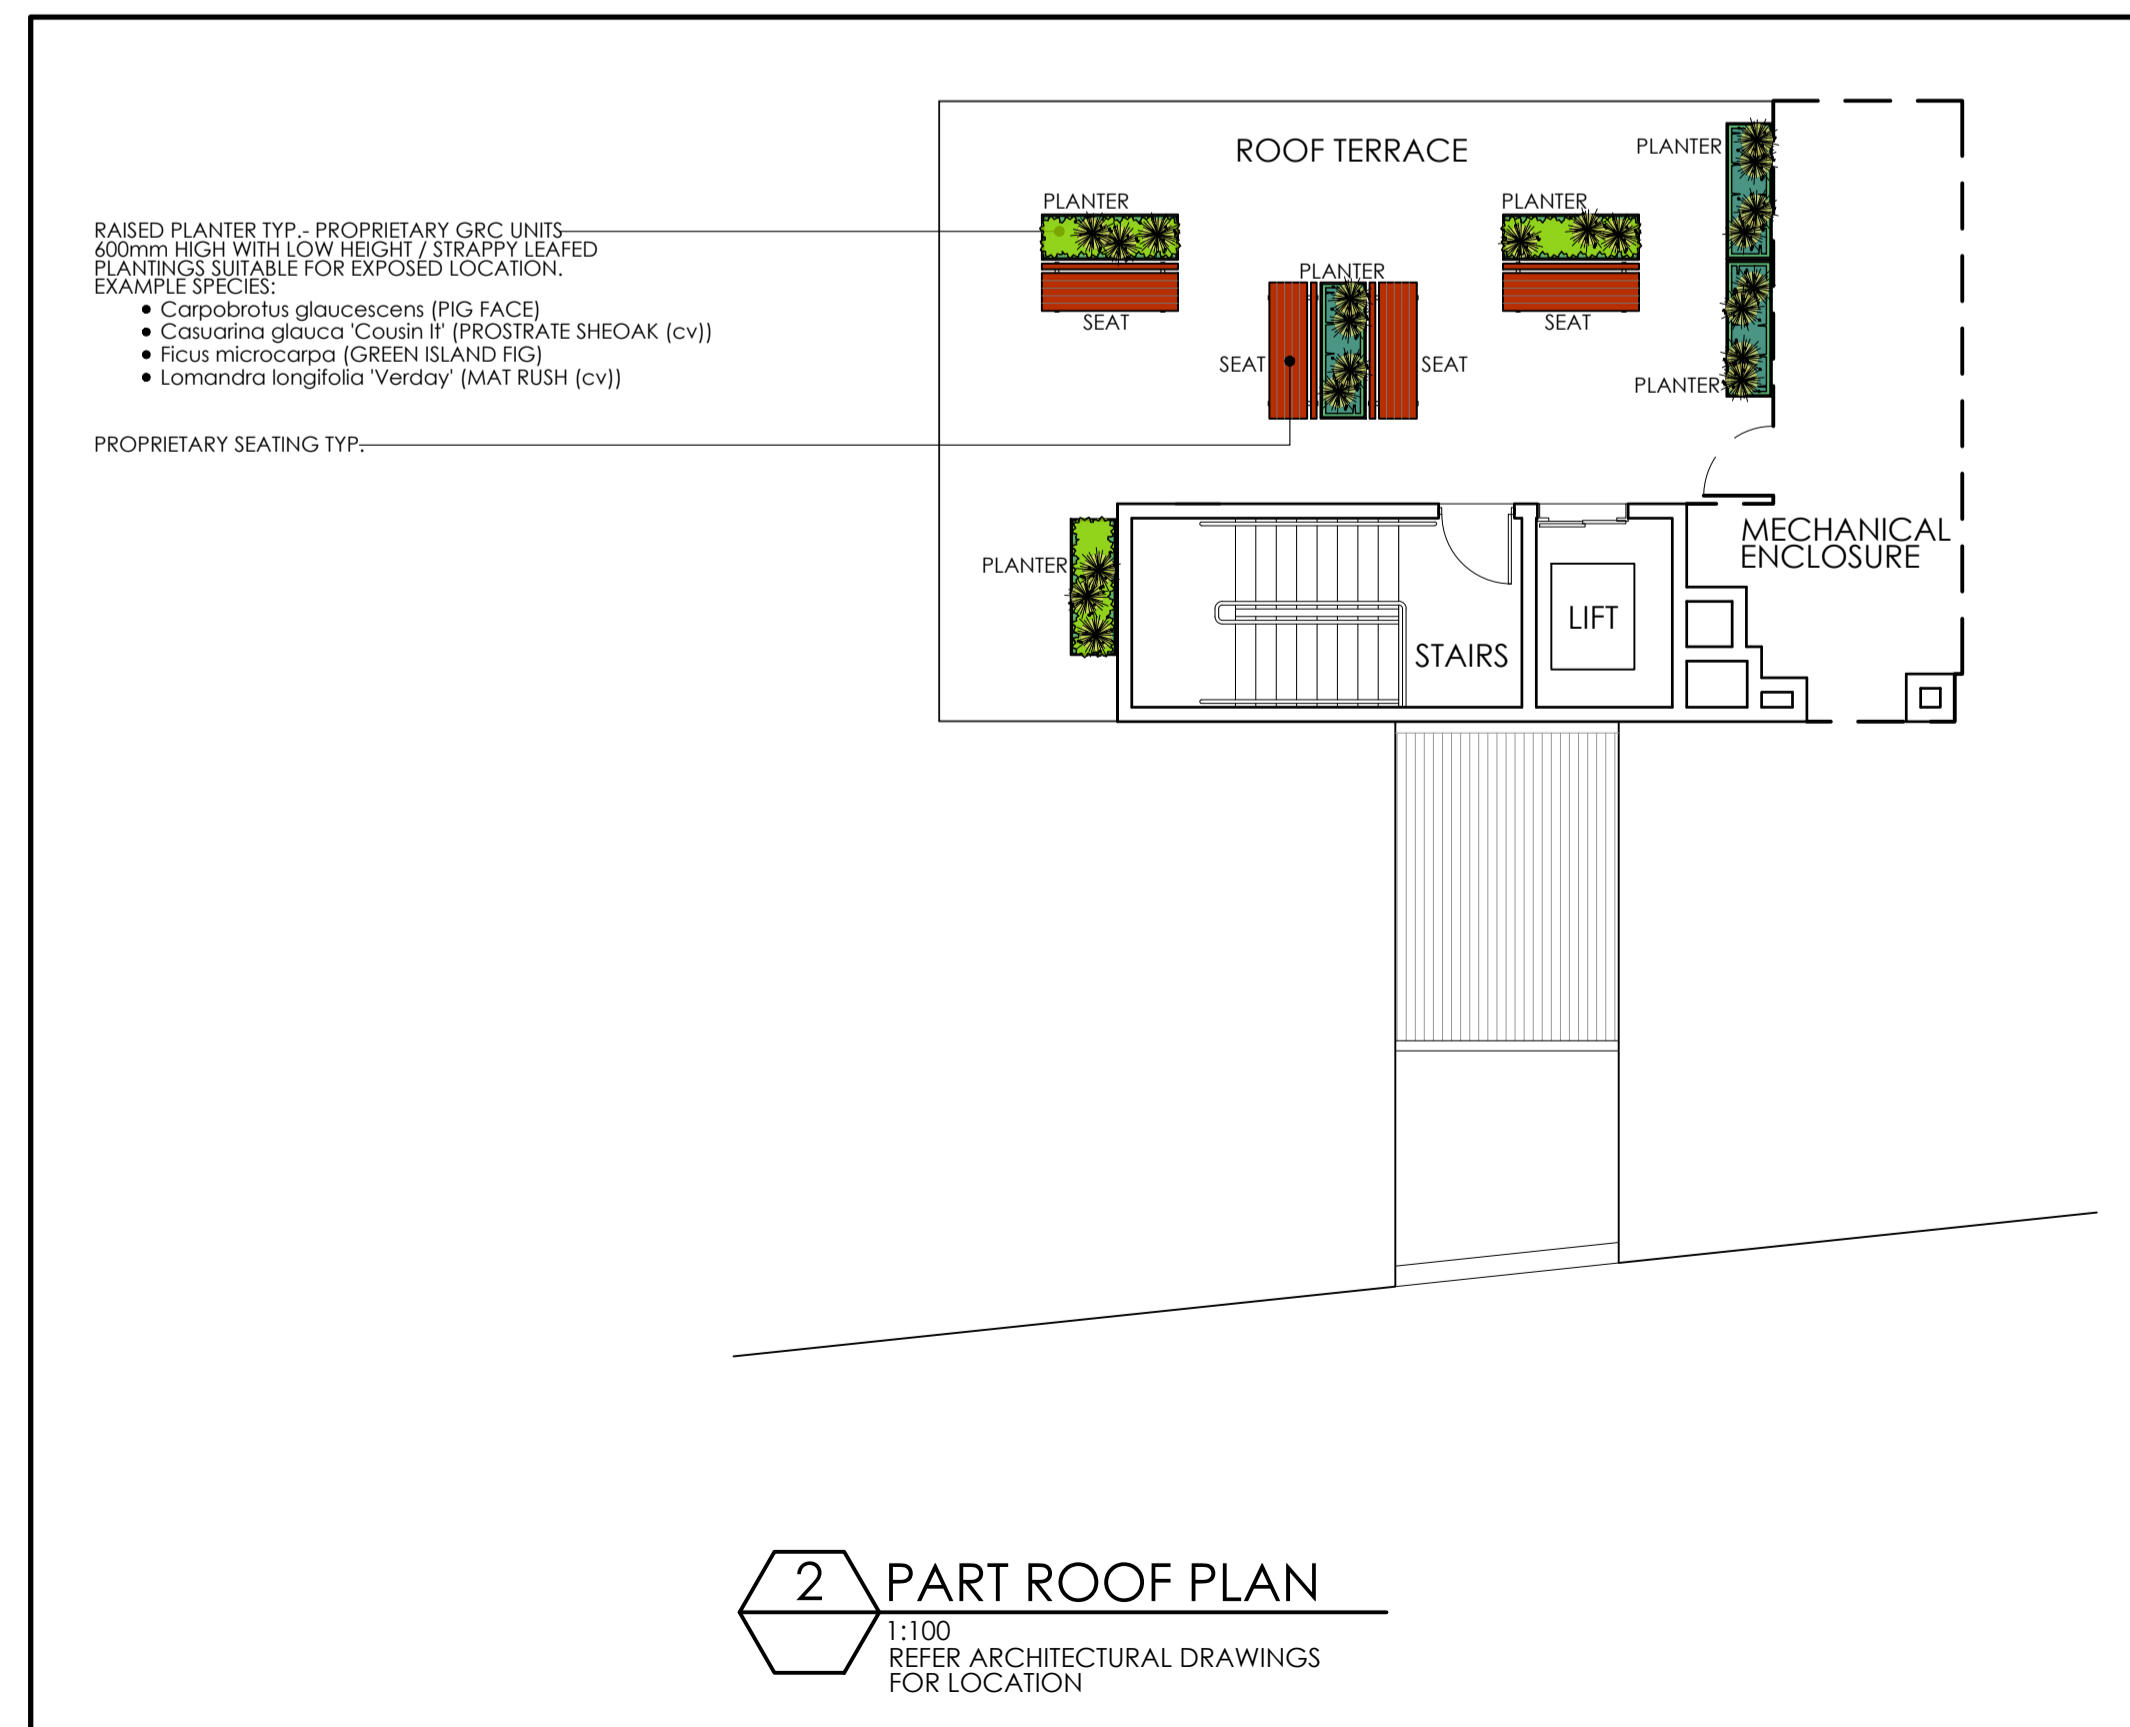 ROOF TERRACE
PLANTER
PLANTER
PLANTER
RAISED PLANTER TYP.- PROPRIETARY GRC UNITS
600mm HIGH WITH LOW HEIGHT / STRAPPY LEAFED
PLANTINGS SUITABLE FOR EXPOSED LOCATION.
EXAMPLE SPECIES:
• Carpobrotus glaucescens (PIG FACE)
• Casuarina glauca 'Cousin It' (PROSTRATE SHEOAK (cv))
• Ficus microcarpa (GREEN ISLAND FIG)
• Lomandra longifolia 'Verday' (MAT RUSH (cv))
PLANTER
SEAT
SEAT
SEAT
SEAT
PLANTER
PROPRIETARY SEATING TYP.
MECHANICAL
ENCLOSURE
PLANTER
LIFT
STAIRS
2
PART ROOF PLAN
1:100
REFER ARCHITECTURAL DRAWINGS
FOR LOCATION